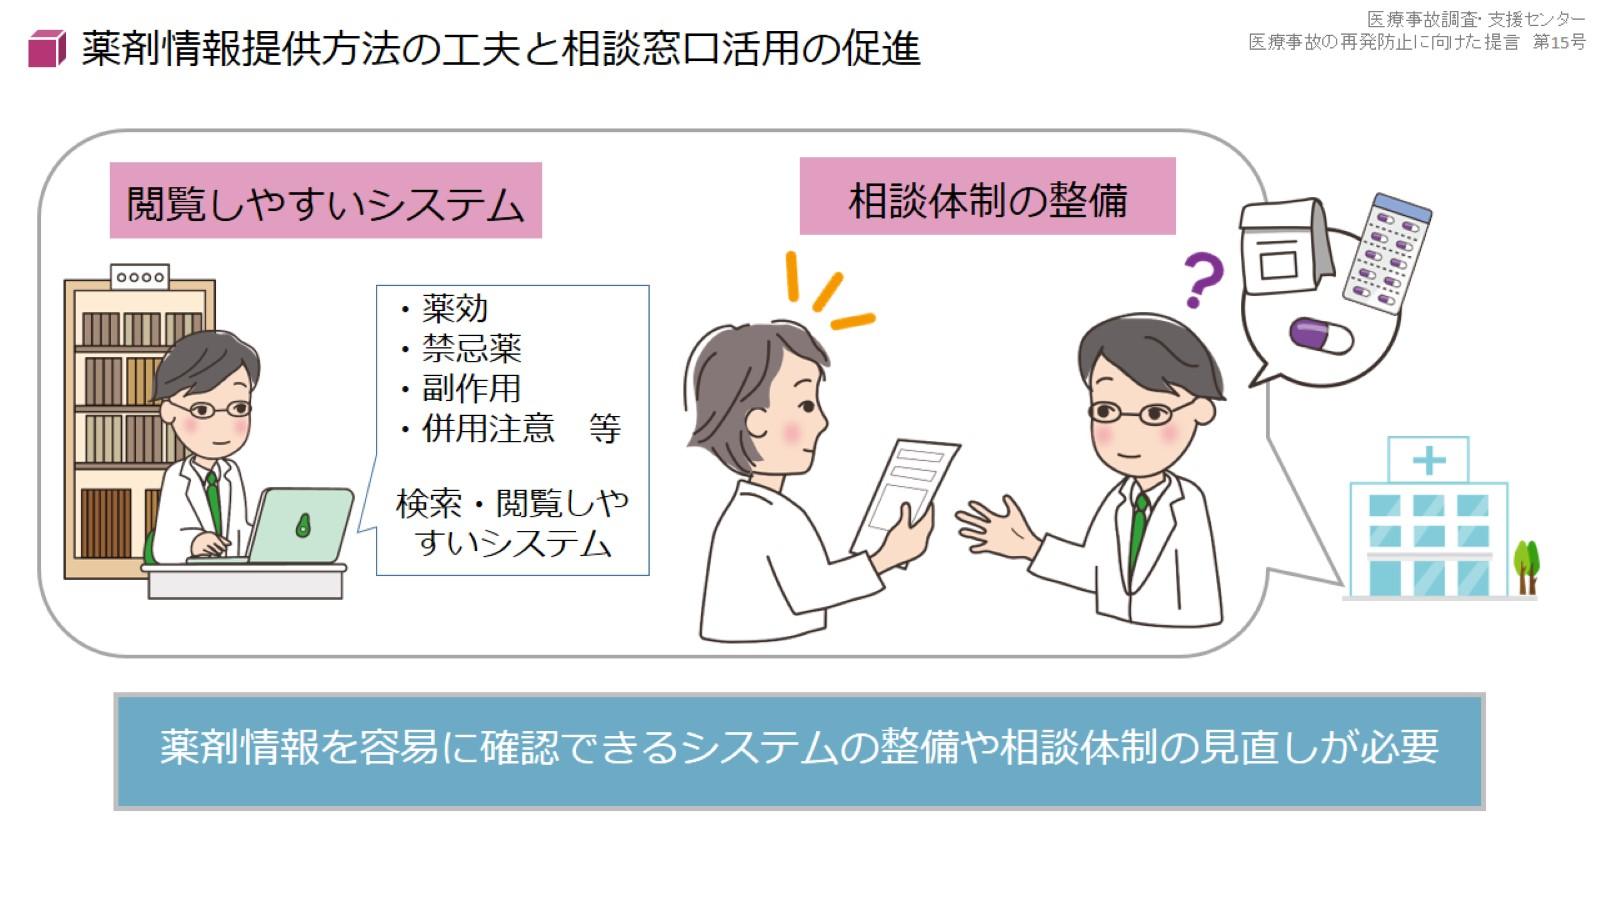 薬剤情報提供方法の工夫と相談窓口活用の促進
医療事故調査・支援センター
医療事故の再発防止に向けた提言　第15号
閲覧しやすいシステム
・薬効
・禁忌薬
・副作用
・併用注意　等
検索・閲覧しや
すいシステム
相談体制の整備
?
薬剤情報を容易に確認できるシステムの整備や相談体制の見直しが必要